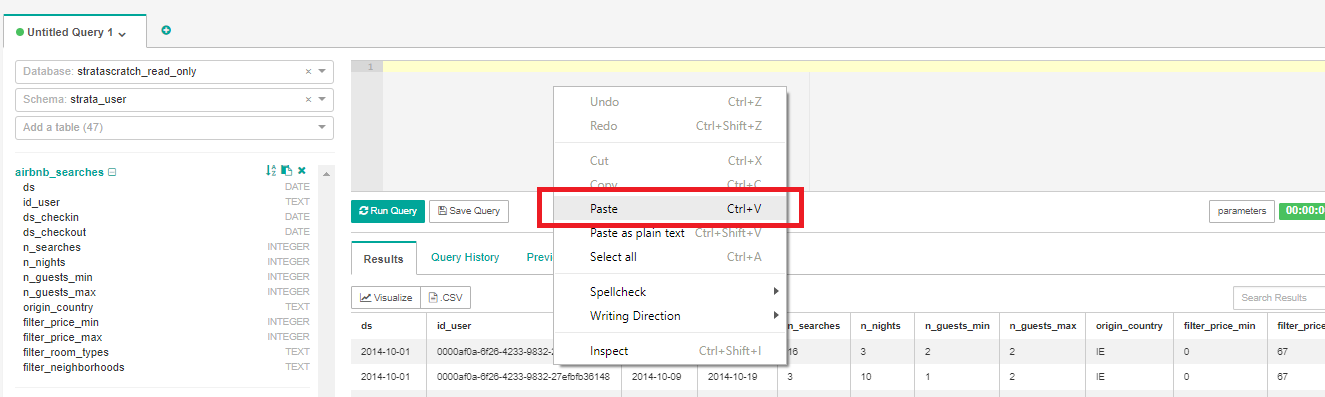 Untitled Query 1
Database: stratascratch_read_only
Schema: strata_user
Add a table (47)
airbnb_searches
ds DATE
id_user TEXT
ds_checkin DATE
ds_checkout DATE
n_searches INTEGER
n_nights INTEGER
n_guests_min INTEGER
n_guests_max INTEGER
origin_country TEXT
filter_price_min INTEGER
filter_price_max INTEGER
filter_room_types TEXT
filter_neighborhoods TEXT
1
Undo Ctrl+Z
Redo Ctrl+Shift+Z
Cut Ctrl+X
Copy Ctrl+C
Paste Ctrl+V
Paste as plain text Ctrl+Shift+V
Select all Ctrl+A
Spellcheck
Writing Direction
Inspect Ctrl+Shift+I
Run Query Save Query parameters 00:00:0
Results Query History Previ
Visualize .CSV Search Results
ds id_user n_searches n_nights n_guests_min n_guests_max origin_country filter_price_min filter_price
2014-10-01 0000af0a-6f26-4233-9832-2 16 3 2 2 IE 0 67
2014-10-01 0000af0a-6f26-4233-9832-27efbfb36148 2014-10-09 2014-10-19 3 10 1 2 IE 0 67